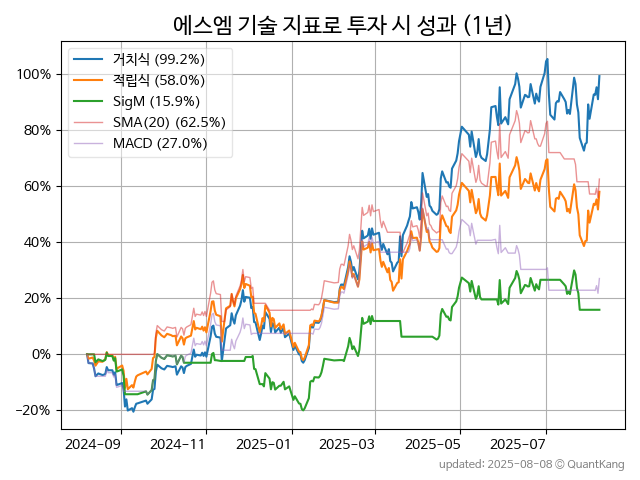 에스엠 기술 지표로 투자 시 성과 (1년)
거치식 (99.2%)
적립식 (58.0%)
SigM (15.9%)
SMA(20) (62.5%)
MACD (27.0%)
100%
80%
60%
40%
20%
0%
−20%
2024-09
2024-11
2025-01
2025-03
2025-05
2025-07
updated: 2025-08-08 © QuantKang